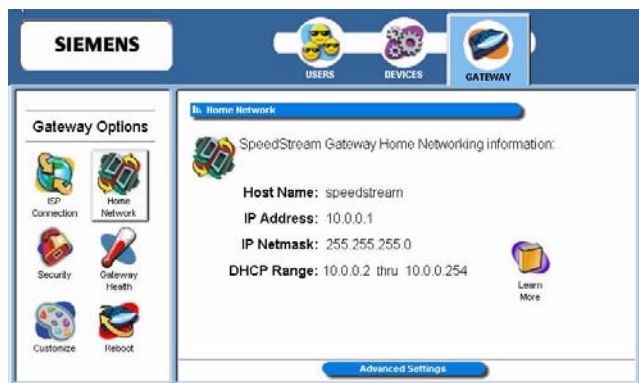 SIEMENS
USERS
DEVICES
GATEWAY
Gateway Options
ISP
Connection
Home
Network
Security
Gateway
Health
Customize
Reboot
Home Network
SpeedStream Gateway Home Networking information:
Host Name: speedstream
IP Address: 10.0.0.1
IP Netmask: 255.255.255.0
DHCP Range: 10.0.0.2 thru 10.0.0.254
Learn
More
Advanced Settings